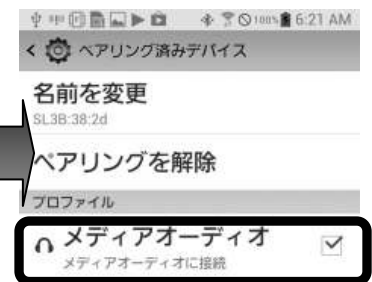 100% 6:21 AM
< ペアリング済みデバイス
名前を変更
SL3B:38:2d
ペアリングを解除
プロファイル
メディアオーディオ
メディアオーディオに接続